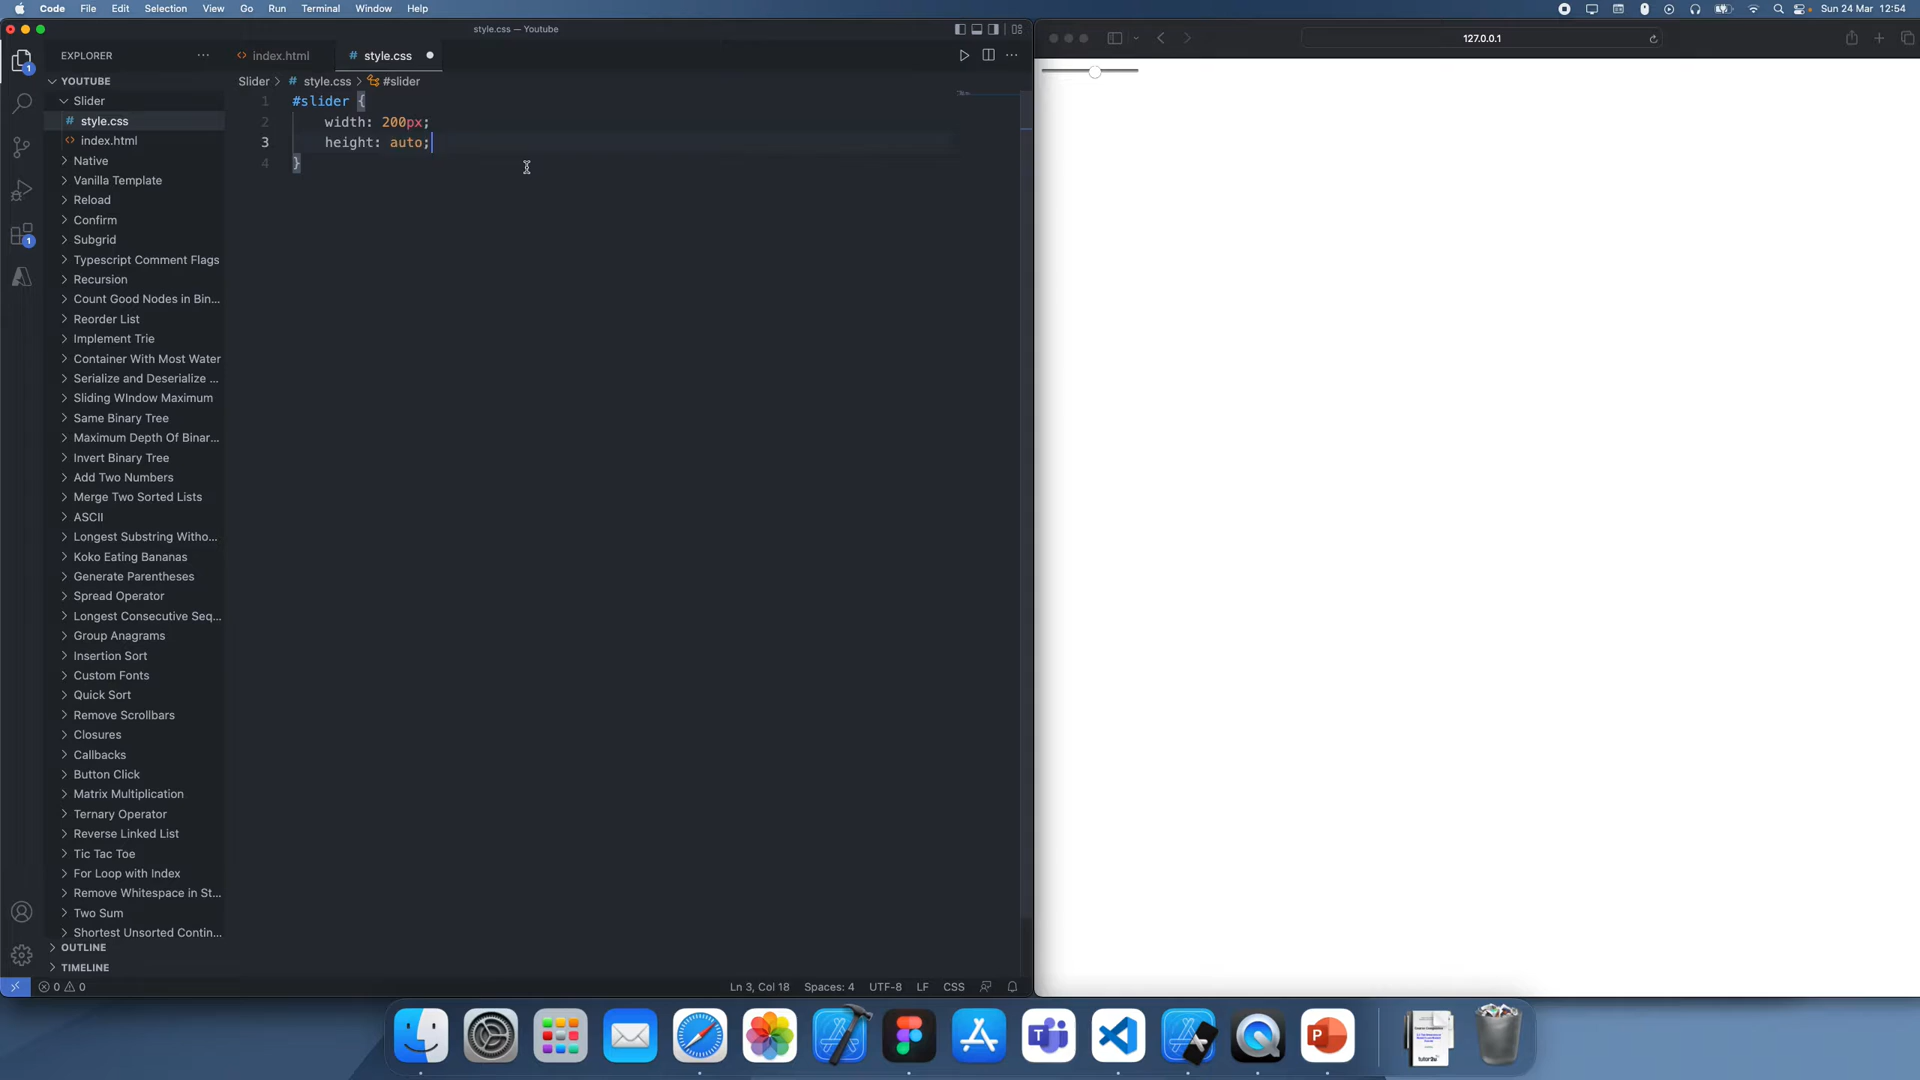 Code File Edit Selection View Go Run Terminal Window Help
Sun 24 Mar 12:54
style.css — Youtube
127.0.0.1
EXPLORER
index.html
style.css
YOUTUBE
Slider
style.css
index.html
Native
Vanilla Template
Reload
Confirm
Subgrid
Typescript Comment Flags
Recursion
Count Good Nodes in Bin...
Reorder List
Implement Trie
Container With Most Water
Serialize and Deserialize ...
Sliding WIndow Maximum
Same Binary Tree
Maximum Depth Of Binar...
Invert Binary Tree
Add Two Numbers
Merge Two Sorted Lists
ASCII
Longest Substring Witho...
Koko Eating Bananas
Generate Parentheses
Spread Operator
Longest Consecutive Seq...
Group Anagrams
Insertion Sort
Custom Fonts
Quick Sort
Remove Scrollbars
Closures
Callbacks
Button Click
Matrix Multiplication
Ternary Operator
Reverse Linked List
Tic Tac Toe
For Loop with Index
Remove Whitespace in St...
Two Sum
Shortest Unsorted Contin...
OUTLINE
TIMELINE
Slider > # style.css > #slider
1 #slider {
2 width: 200px;
3 height: auto;
4 }
1
1
0 0
Ln 3, Col 18 Spaces: 4 UTF-8 LF CSS